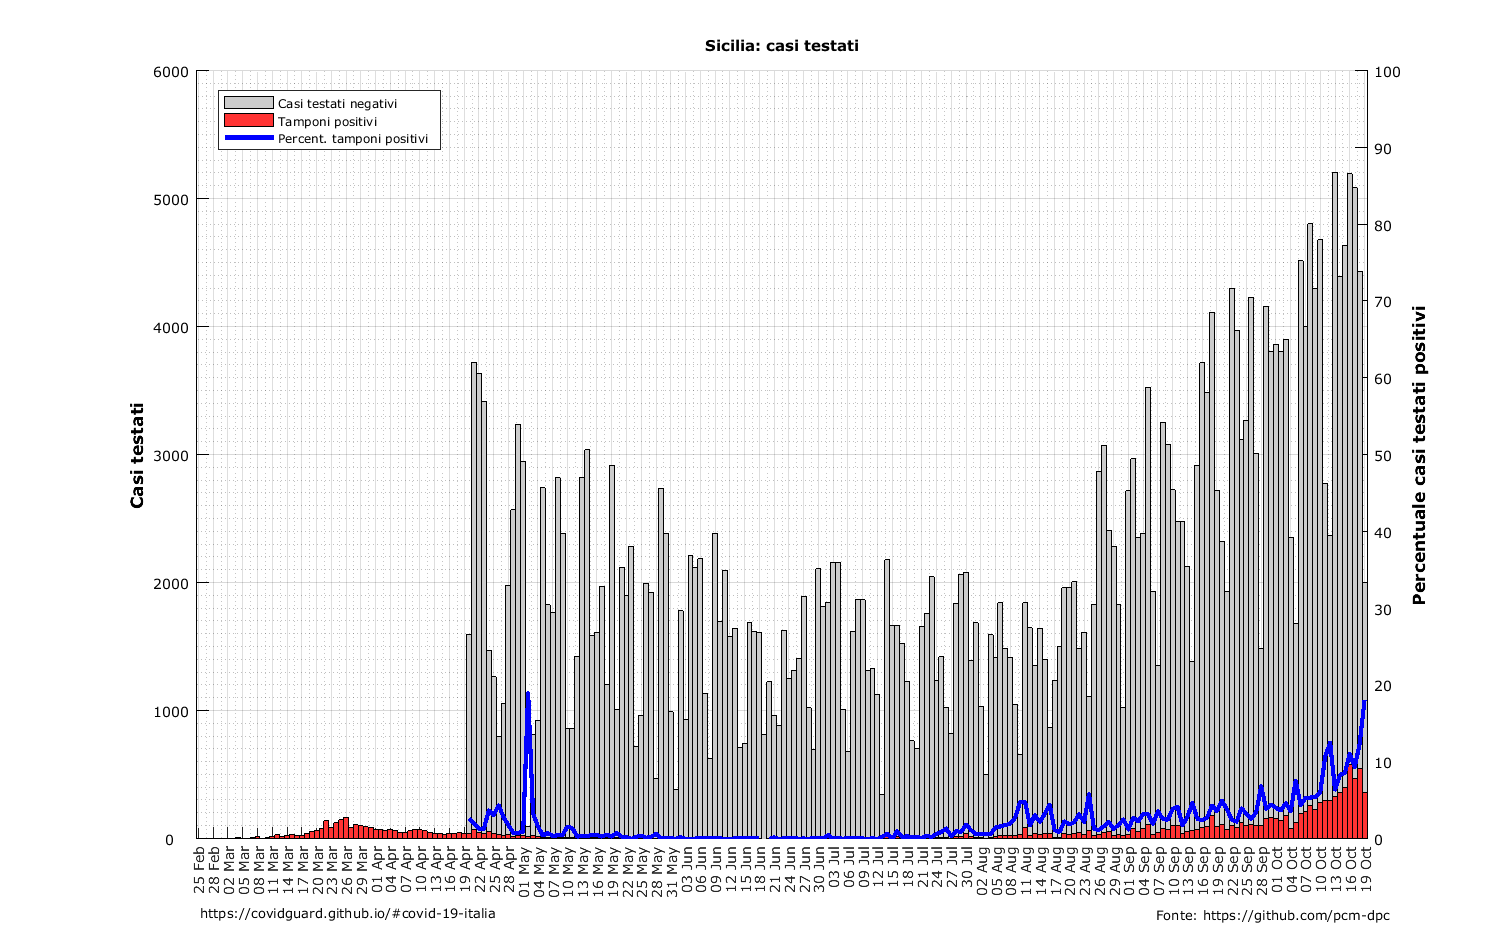 Sicilia: casi testati
Casi testati negativi
Tamponi positivi
Percent. tamponi positivi
Casi testati
6000
5000
4000
3000
2000
1000
0
Percentuale casi testati positivi
100
90
80
70
60
50
40
30
20
10
0
25 Feb
28 Feb
02 Mar
05 Mar
08 Mar
11 Mar
14 Mar
17 Mar
20 Mar
23 Mar
26 Mar
29 Mar
01 Apr
04 Apr
07 Apr
10 Apr
13 Apr
16 Apr
19 Apr
22 Apr
25 Apr
28 Apr
01 May
04 May
07 May
10 May
13 May
16 May
19 May
22 May
25 May
28 May
31 May
03 Jun
06 Jun
09 Jun
12 Jun
15 Jun
18 Jun
21 Jun
24 Jun
27 Jun
30 Jun
03 Jul
06 Jul
09 Jul
12 Jul
15 Jul
18 Jul
21 Jul
24 Jul
27 Jul
30 Jul
02 Aug
05 Aug
08 Aug
11 Aug
14 Aug
17 Aug
20 Aug
23 Aug
26 Aug
29 Aug
01 Sep
04 Sep
07 Sep
10 Sep
13 Sep
16 Sep
19 Sep
22 Sep
25 Sep
28 Sep
01 Oct
04 Oct
07 Oct
10 Oct
13 Oct
16 Oct
19 Oct
https://covidguard.github.io/#covid-19-italia
Fonte: https://github.com/pcm-dpc